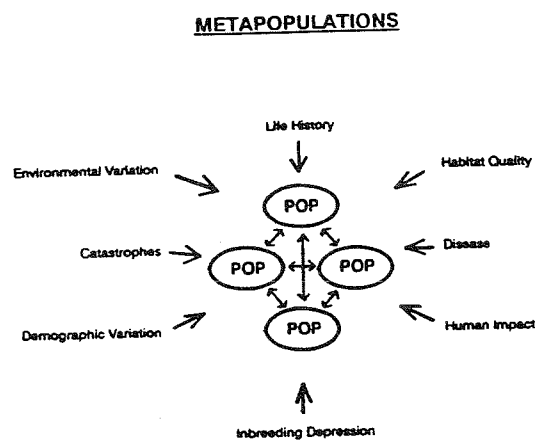 METAPOPULATIONS
Life History
Environmental Variation
Habitat Quality
POP
Catastrophes
Disease
POP
POP
Demographic Variation
Human Impact
POP
Inbreeding Depression